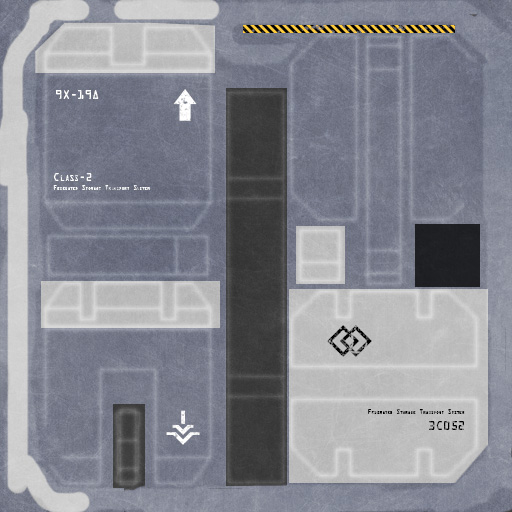 9X-19A
Class-2
Federated Storage Transport System
Federated Storage Transport System
3C052